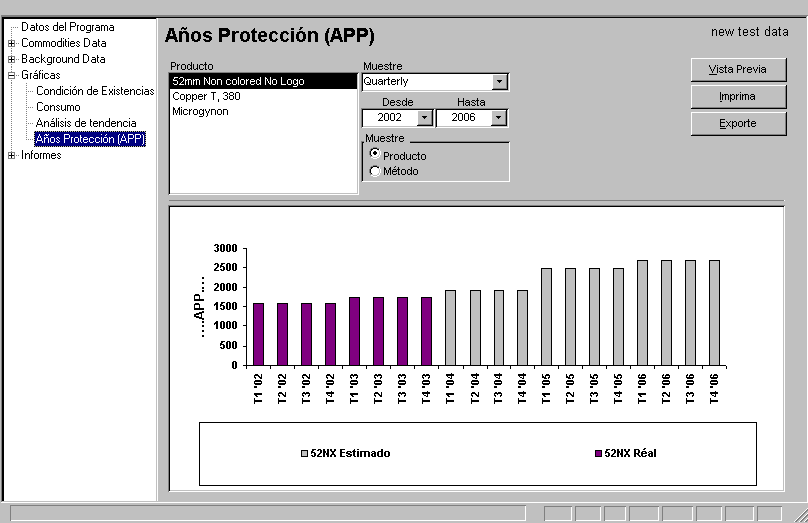 Datos del Programa
Commodities Data
Background Data
Gráficas
Condición de Existencias
Consumo
Análisis de tendencia
Años Protección (APP)
Informes
Años Protección (APP)
new test data
Producto
52mm Non colored No Logo
Copper T, 380
Microgynon
Muestre
Quarterly
Desde Hasta
2002 2006
Muestre
Producto
Método
Vista Previa
Imprima
Exporte
....APP....
3000
2500
2000
1500
1000
500
0
T1 '02 T2 '02 T3 '02 T4 '02 T1 '03 T2 '03 T3 '03 T4 '03 T1 '04 T2 '04 T3 '04 T4 '04 T1 '05 T2 '05 T3 '05 T4 '05 T1 '06 T2 '06 T3 '06 T4 '06
52NX Estimado 52NX Réal